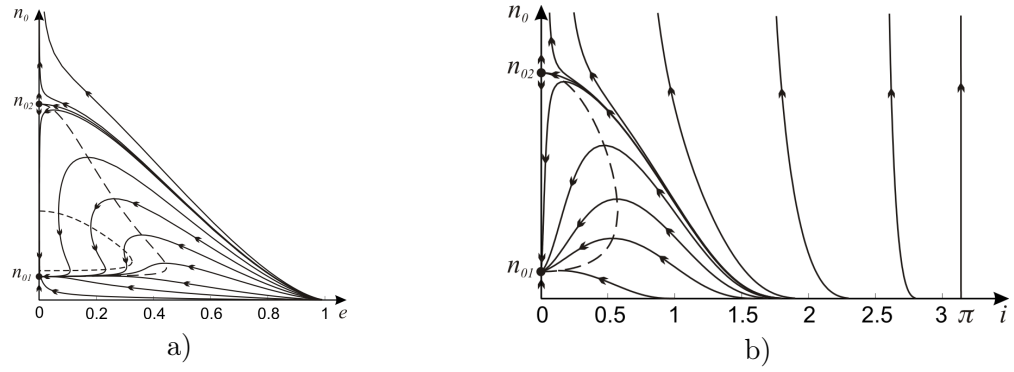 n₀
n₀₂
n₀₁
0 0.2 0.4 0.6 0.8 1 e
a)
n₀
n₀₂
n₀₁
0 0.5 1 1.5 2 2.5 3 π i
b)